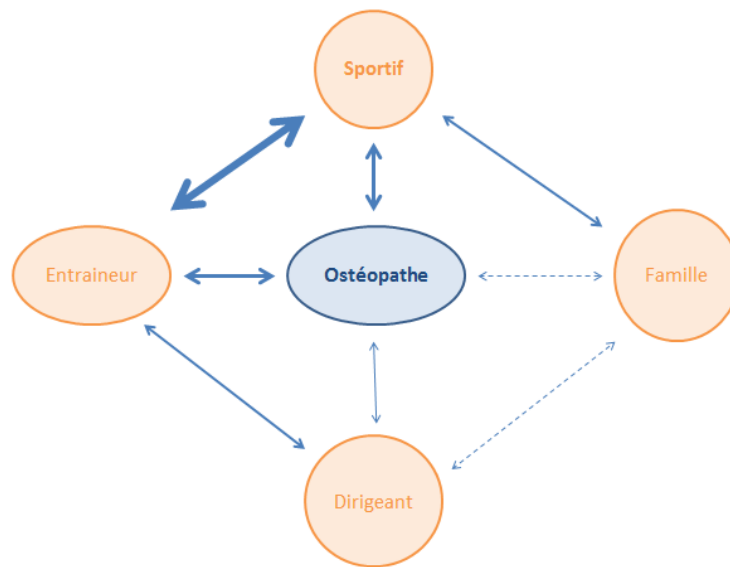 Sportif
Entraineur
Ostéopathe
Famille
Dirigeant